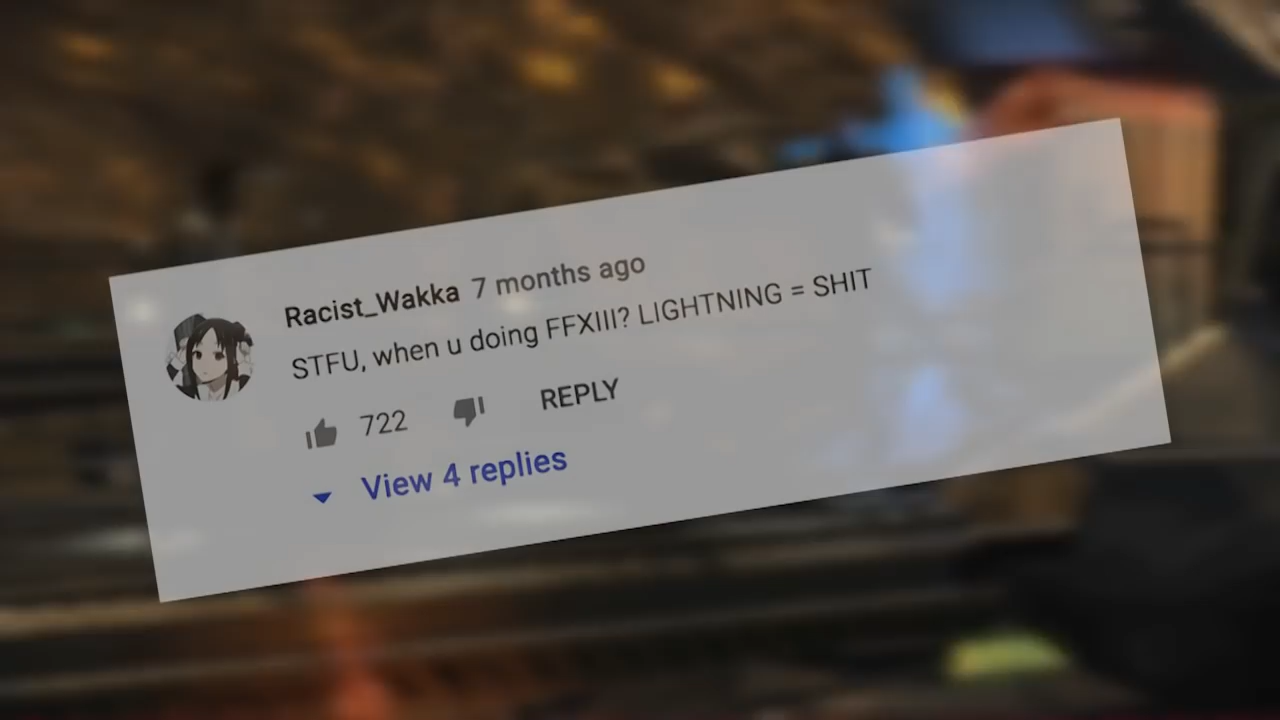 Racist_Wakka 7 months ago
STFU, when u doing FFXIII? LIGHTNING = SHIT
722 REPLY
View 4 replies